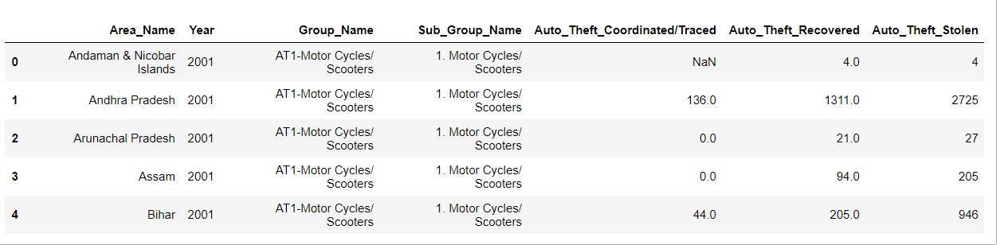 Area_Name Year Group_Name Sub_Group_Name Auto_Theft_Coordinated/Traced Auto_Theft_Recovered Auto_Theft_Stolen
0 Andaman & Nicobar Islands 2001 AT1-Motor Cycles/ Scooters 1. Motor Cycles/ Scooters NaN 4.0 4
1 Andhra Pradesh 2001 AT1-Motor Cycles/ Scooters 1. Motor Cycles/ Scooters 136.0 1311.0 2725
2 Arunachal Pradesh 2001 AT1-Motor Cycles/ Scooters 1. Motor Cycles/ Scooters 0.0 21.0 27
3 Assam 2001 AT1-Motor Cycles/ Scooters 1. Motor Cycles/ Scooters 0.0 94.0 205
4 Bihar 2001 AT1-Motor Cycles/ Scooters 1. Motor Cycles/ Scooters 44.0 205.0 946